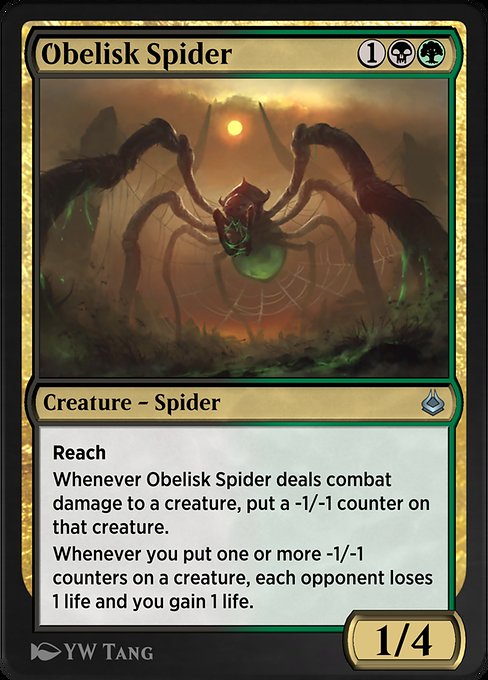 Obelisk Spider
1
Creature – Spider
Reach
Whenever Obelisk Spider deals combat
damage to a creature, put a -1/-1 counter on
that creature.
Whenever you put one or more -1/-1
counters on a creature, each opponent loses
1 life and you gain 1 life.
1/4
YW Tang